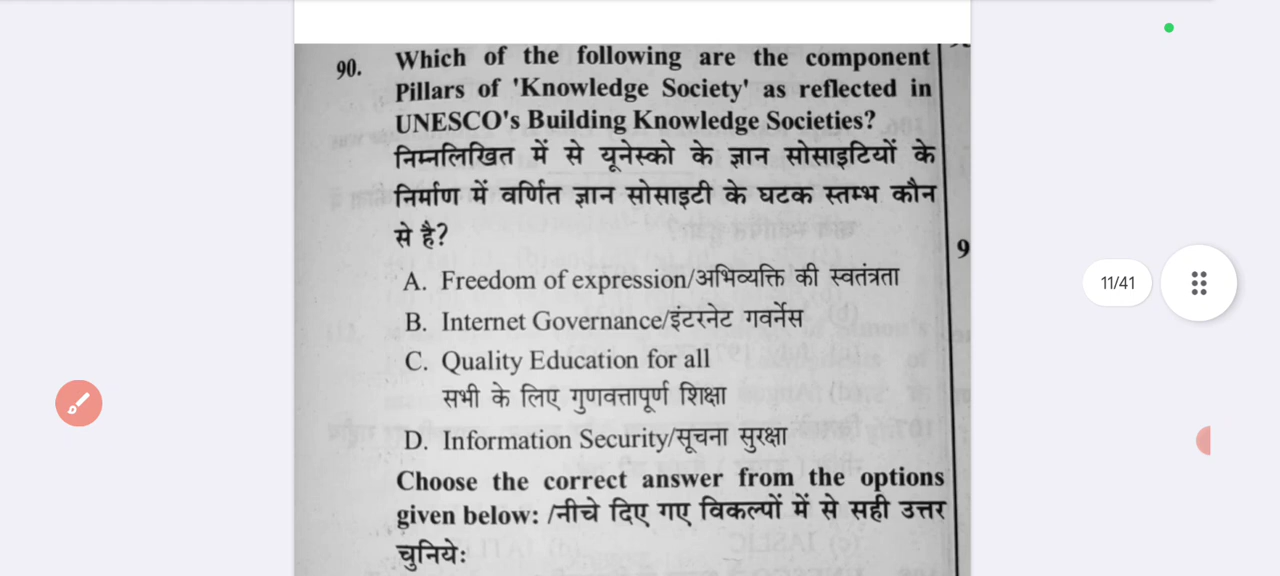 90. Which of the following are the component
Pillars of 'Knowledge Society' as reflected in
UNESCO's Building Knowledge Societies?
निम्नलिखित में से यूनेस्को के ज्ञान सोसाइटियों के
निर्माण में वर्णित ज्ञान सोसाइटी के घटक स्तम्भ कौन
से है?
A. Freedom of expression/अभिव्यक्ति की स्वतंत्रता
B. Internet Governance/इंटरनेट गवर्नेस
C. Quality Education for all
सभी के लिए गुणवत्तापूर्ण शिक्षा
D. Information Security/सूचना सुरक्षा
Choose the correct answer from the options
given below: /नीचे दिए गए विकल्पों में से सही उत्तर
चुनिये:
9
11/41